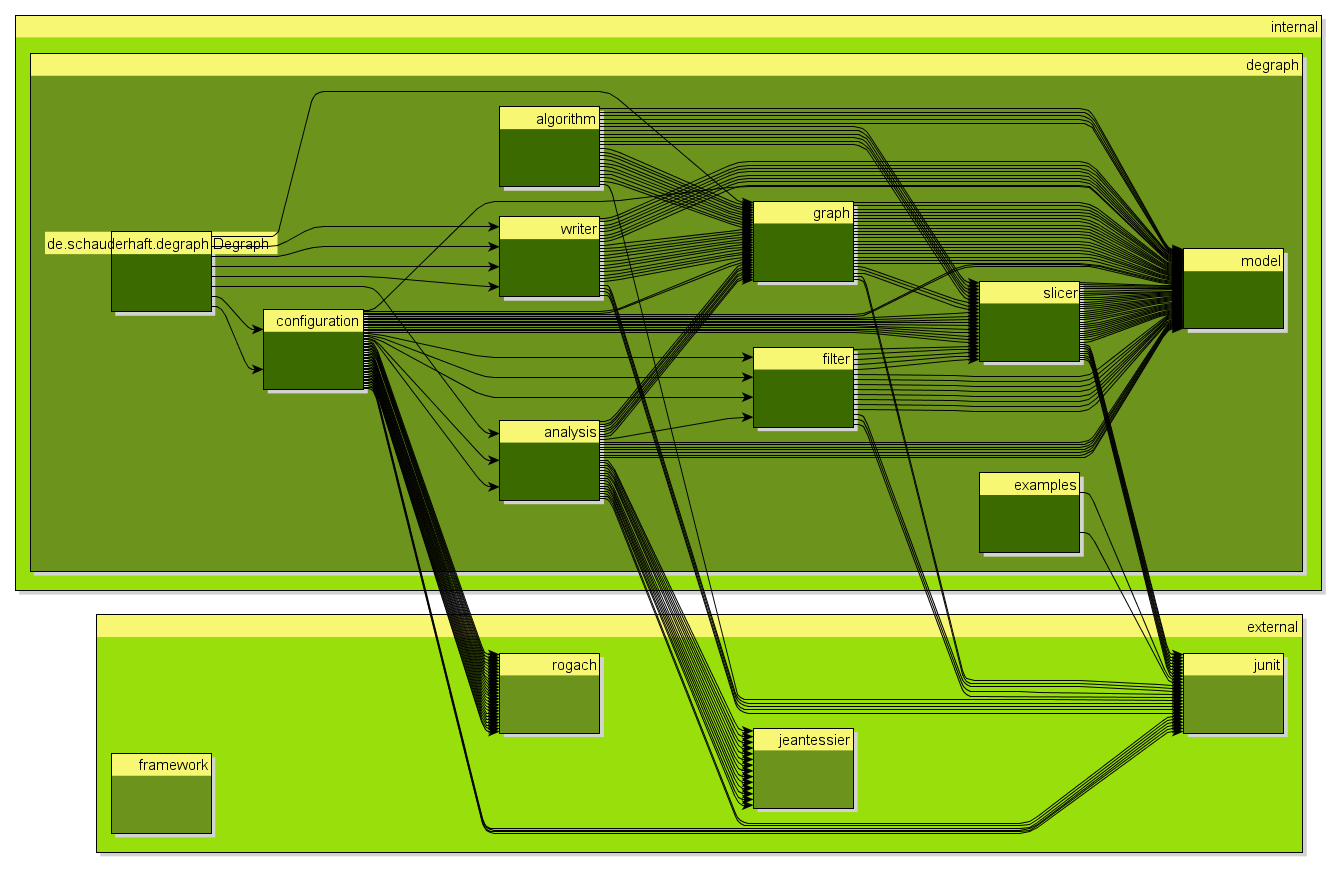 internal
degraph
algorithm
graph
writer
de.schauderhaft.degraph.Degraph
model
slicer
configuration
filter
analysis
examples
external
rogach
junit
jeantessier
framework